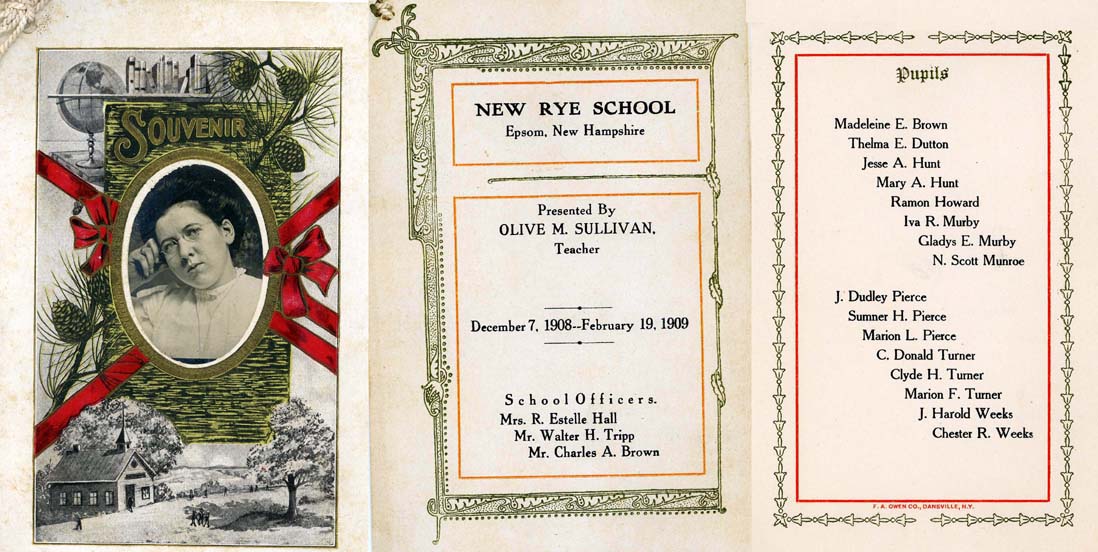 SOUVENIR
NEW RYE SCHOOL
Epsom, New Hampshire
Presented By
OLIVE M. SULLIVAN,
Teacher
December 7, 1908--February 19, 1909
School Officers.
Mrs. R. Estelle Hall
Mr. Walter H. Tripp
Mr. Charles A. Brown
Pupils
Madeleine E. Brown
Thelma E. Dutton
Jesse A. Hunt
Mary A. Hunt
Ramon Howard
Iva R. Murby
Gladys E. Murby
N. Scott Munroe
J. Dudley Pierce
Sumner H. Pierce
Marion L. Pierce
C. Donald Turner
Clyde H. Turner
Marion F. Turner
J. Harold Weeks
Chester R. Weeks
F. A. OWEN CO., DANSVILLE, N.Y.